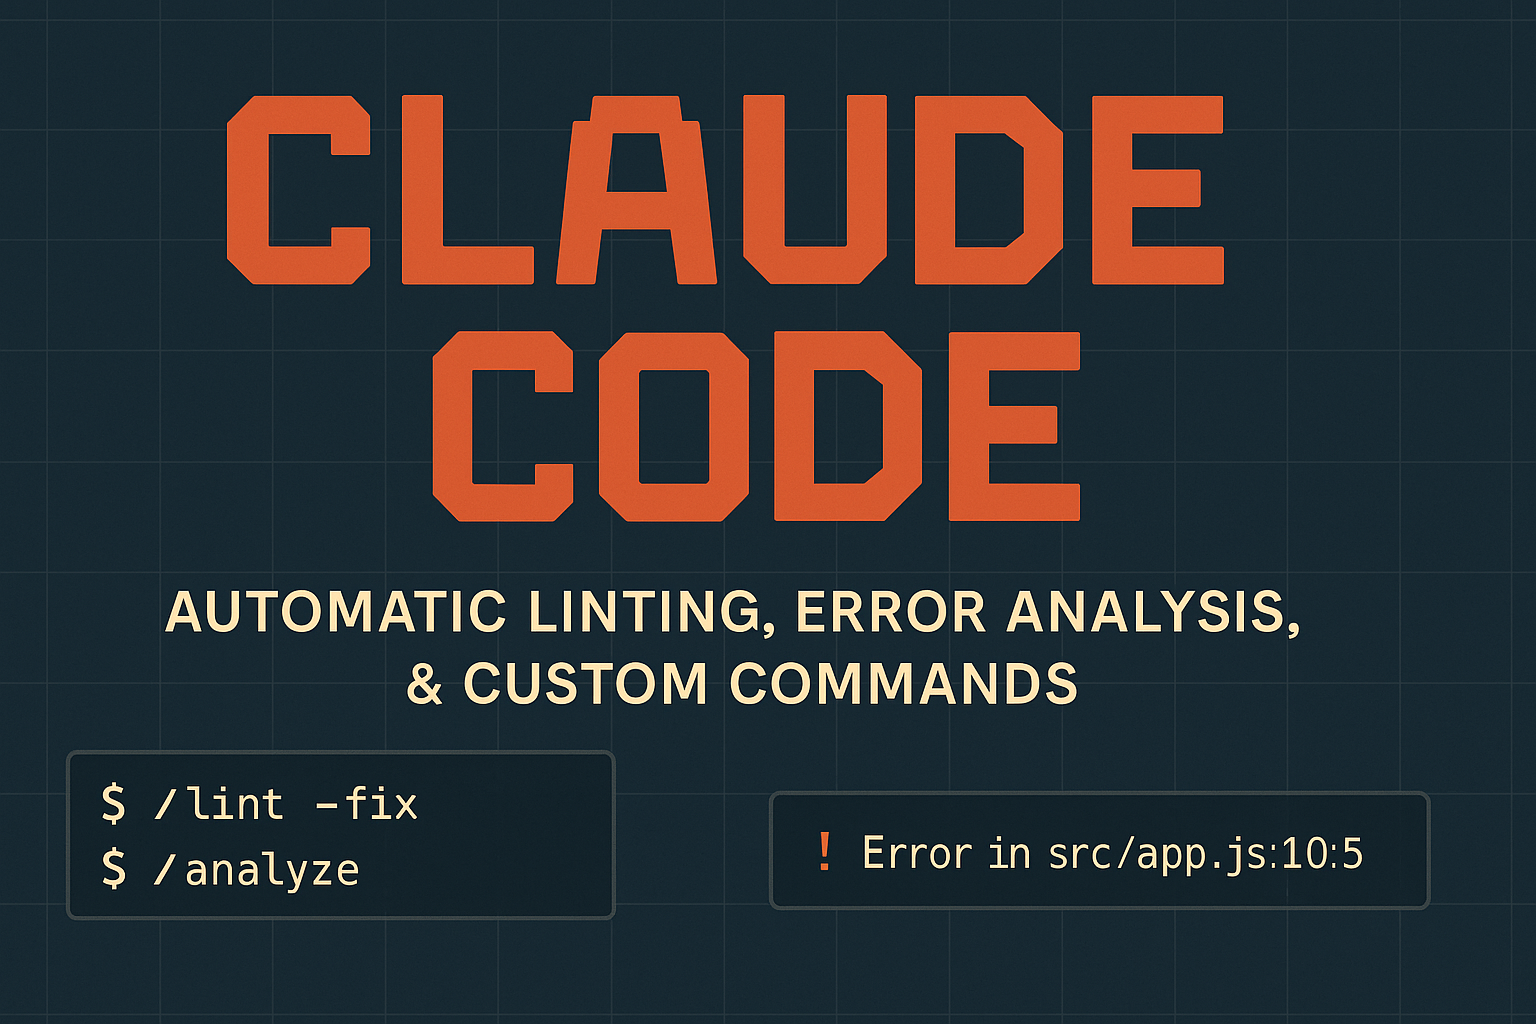 CLAUDE
CODE
AUTOMATIC LINTING, ERROR ANALYSIS,
& CUSTOM COMMANDS
$ /lint –fix
$ /analyze
! Error in src/app.js:10:5